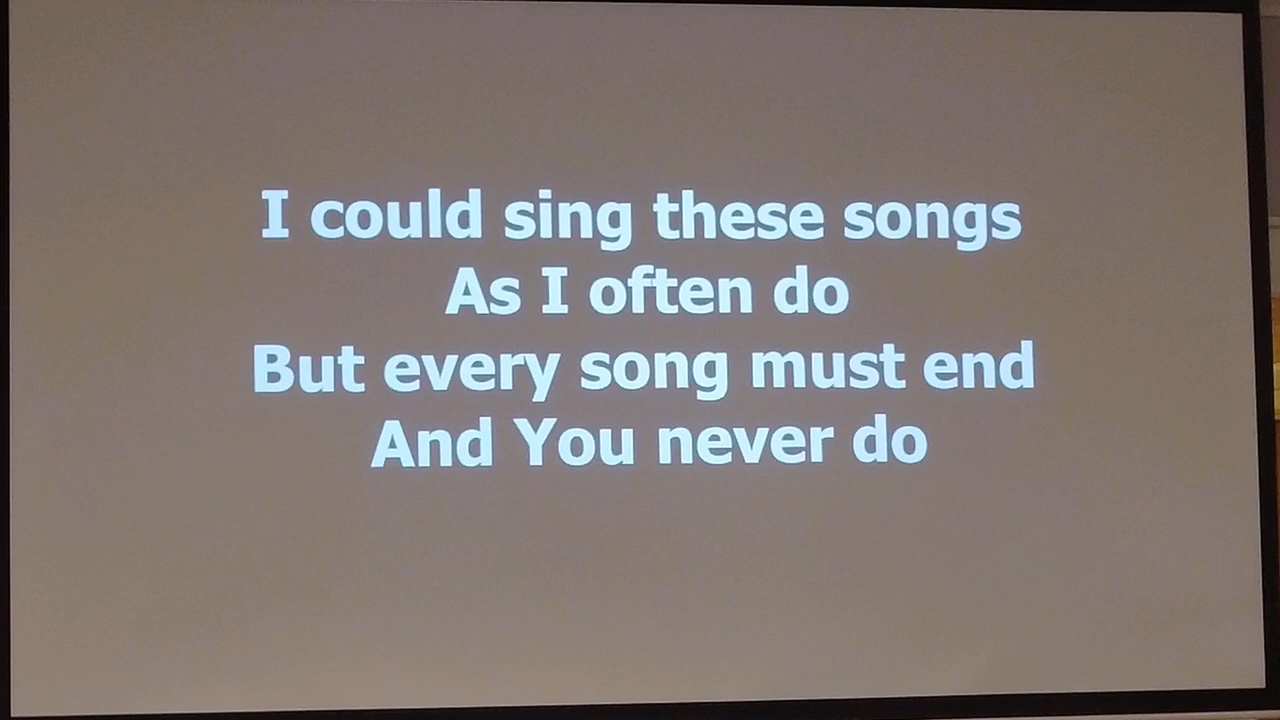 I could sing these songs
As I often do
But every song must end
And You never do